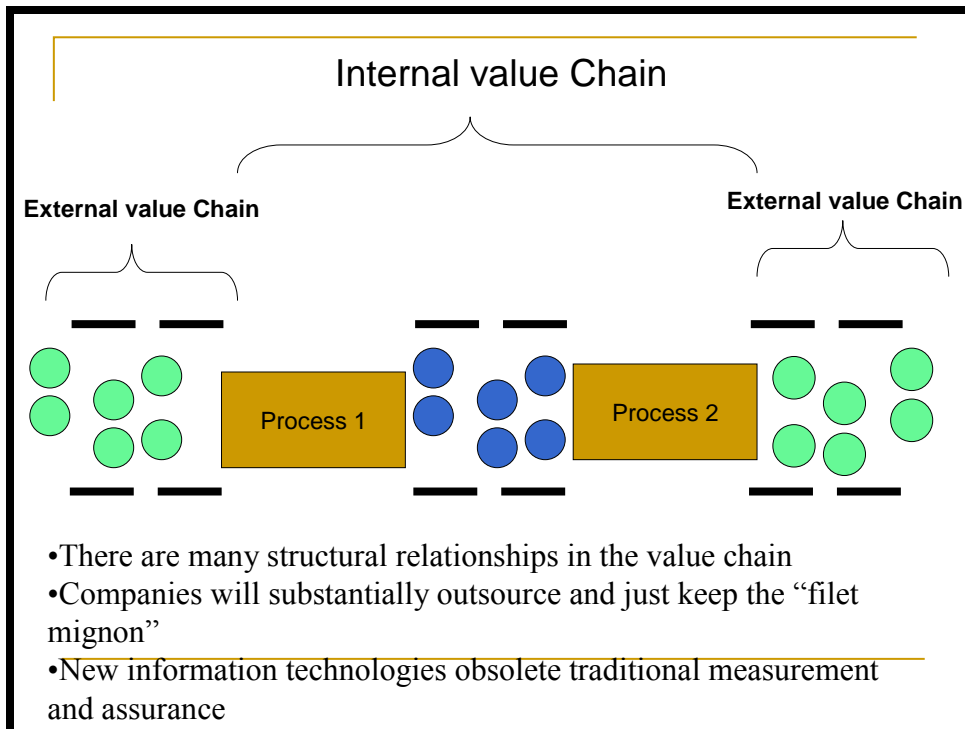 Internal value Chain
External value Chain
External value Chain
Process 1
Process 2
•There are many structural relationships in the value chain
•Companies will substantially outsource and just keep the “filet
mignon”
•New information technologies obsolete traditional measurement
and assurance